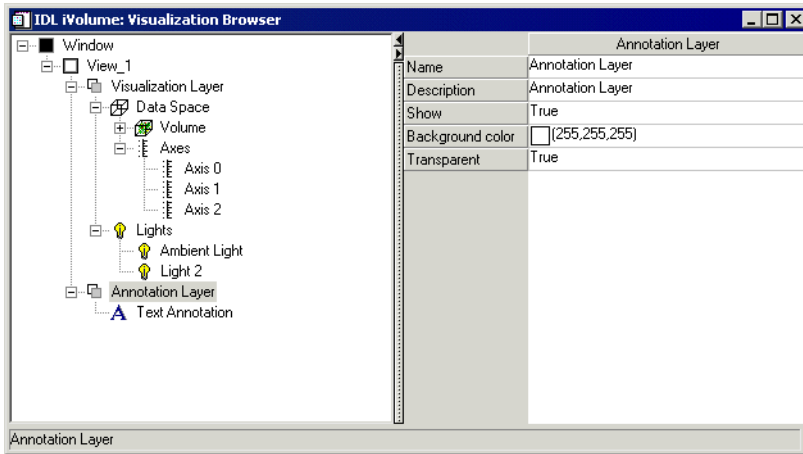 IDL iVolume: Visualization Browser
Window
View_1
Visualization Layer
Data Space
Volume
Axes
Axis 0
Axis 1
Axis 2
Lights
Ambient Light
Light 2
Annotation Layer
A Text Annotation
Annotation Layer
Name Annotation Layer
Description Annotation Layer
Show True
Background color (255,255,255)
Transparent True
Annotation Layer